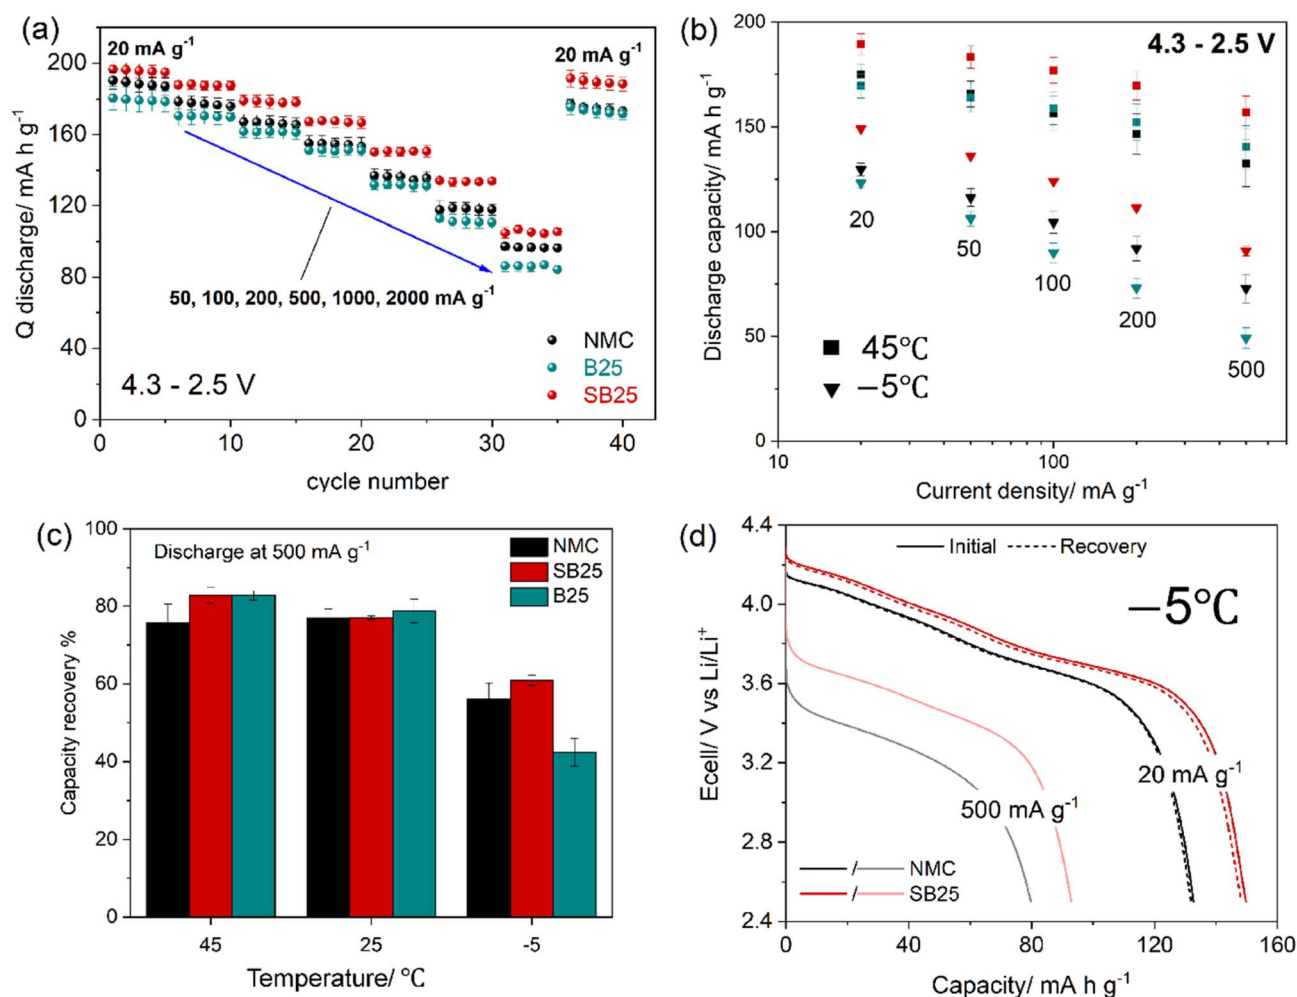 (a)
20 mA g⁻¹
20 mA g⁻¹
200
160
120
80
40
0
Q discharge/ mA h g⁻¹
50, 100, 200, 500, 1000, 2000 mA g⁻¹
NMC
B25
SB25
4.3 - 2.5 V
0
10
20
30
40
cycle number
(b)
4.3 - 2.5 V
200
150
100
50
0
Discharge capacity/ mA h g⁻¹
20
50
100
200
500
45°C
−5°C
10
100
Current density/ mA g⁻¹
(c)
Discharge at 500 mA g⁻¹
NMC
SB25
B25
100
80
60
40
20
0
Capacity recovery %
45
25
-5
Temperature/ °C
(d)
Initial
Recovery
−5°C
4.4
4.0
3.6
3.2
2.8
2.4
Ecell/ V vs Li/Li⁺
20 mA g⁻¹
500 mA g⁻¹
/ NMC
/ SB25
0
40
80
120
160
Capacity/ mA h g⁻¹